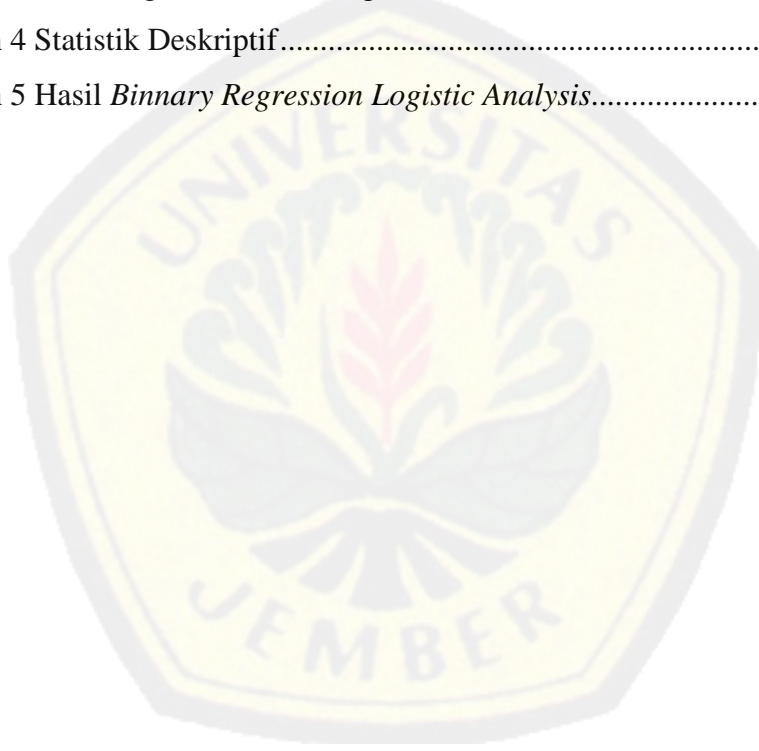 n 4 Statistik Deskriptif
n 5 Hasil Binnary Regression Logistic Analysis
UNIVERSITAS
JEMBER